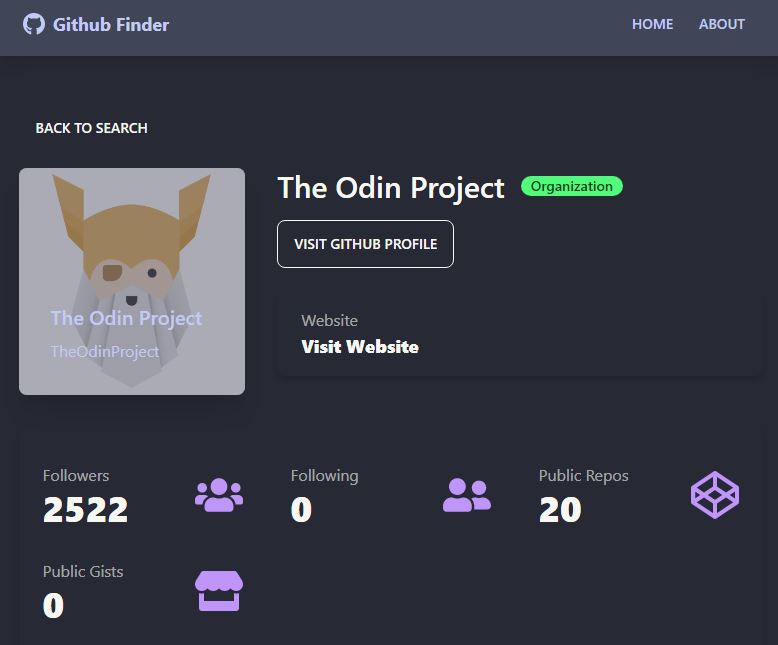 Github Finder
HOME
ABOUT
BACK TO SEARCH
The Odin Project
TheOdinProject
The Odin Project
Organization
VISIT GITHUB PROFILE
Website
Visit Website
Followers
2522
Following
0
Public Repos
20
Public Gists
0